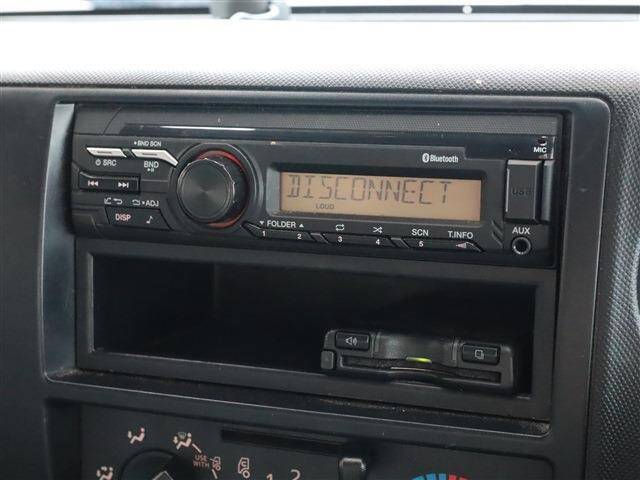 MIC
•BND SCN
Bluetooth
SRC
BND
DISCONNECT
LOUD
USB
ADJ
DISP
FOLDER
SCN
T.INFO
AUX
1 2 3 4 5
USE WITH
1 2